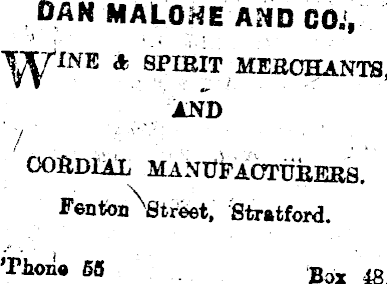 DAN MALONE AND CO.,
WINE & SPIRIT MERCHANTS,
AND
CORDIAL MANUFACTURERS.
Fenton Street, Stratford.
'Phone 55 Box 48